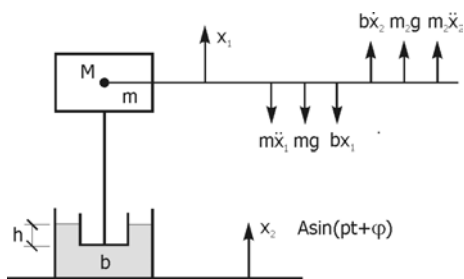 bẋ₂ m₂g m₂ẍ₂
x₁
M
m
mẍ₁ mg bx₁
h
x₂ Asin(pt+φ)
b